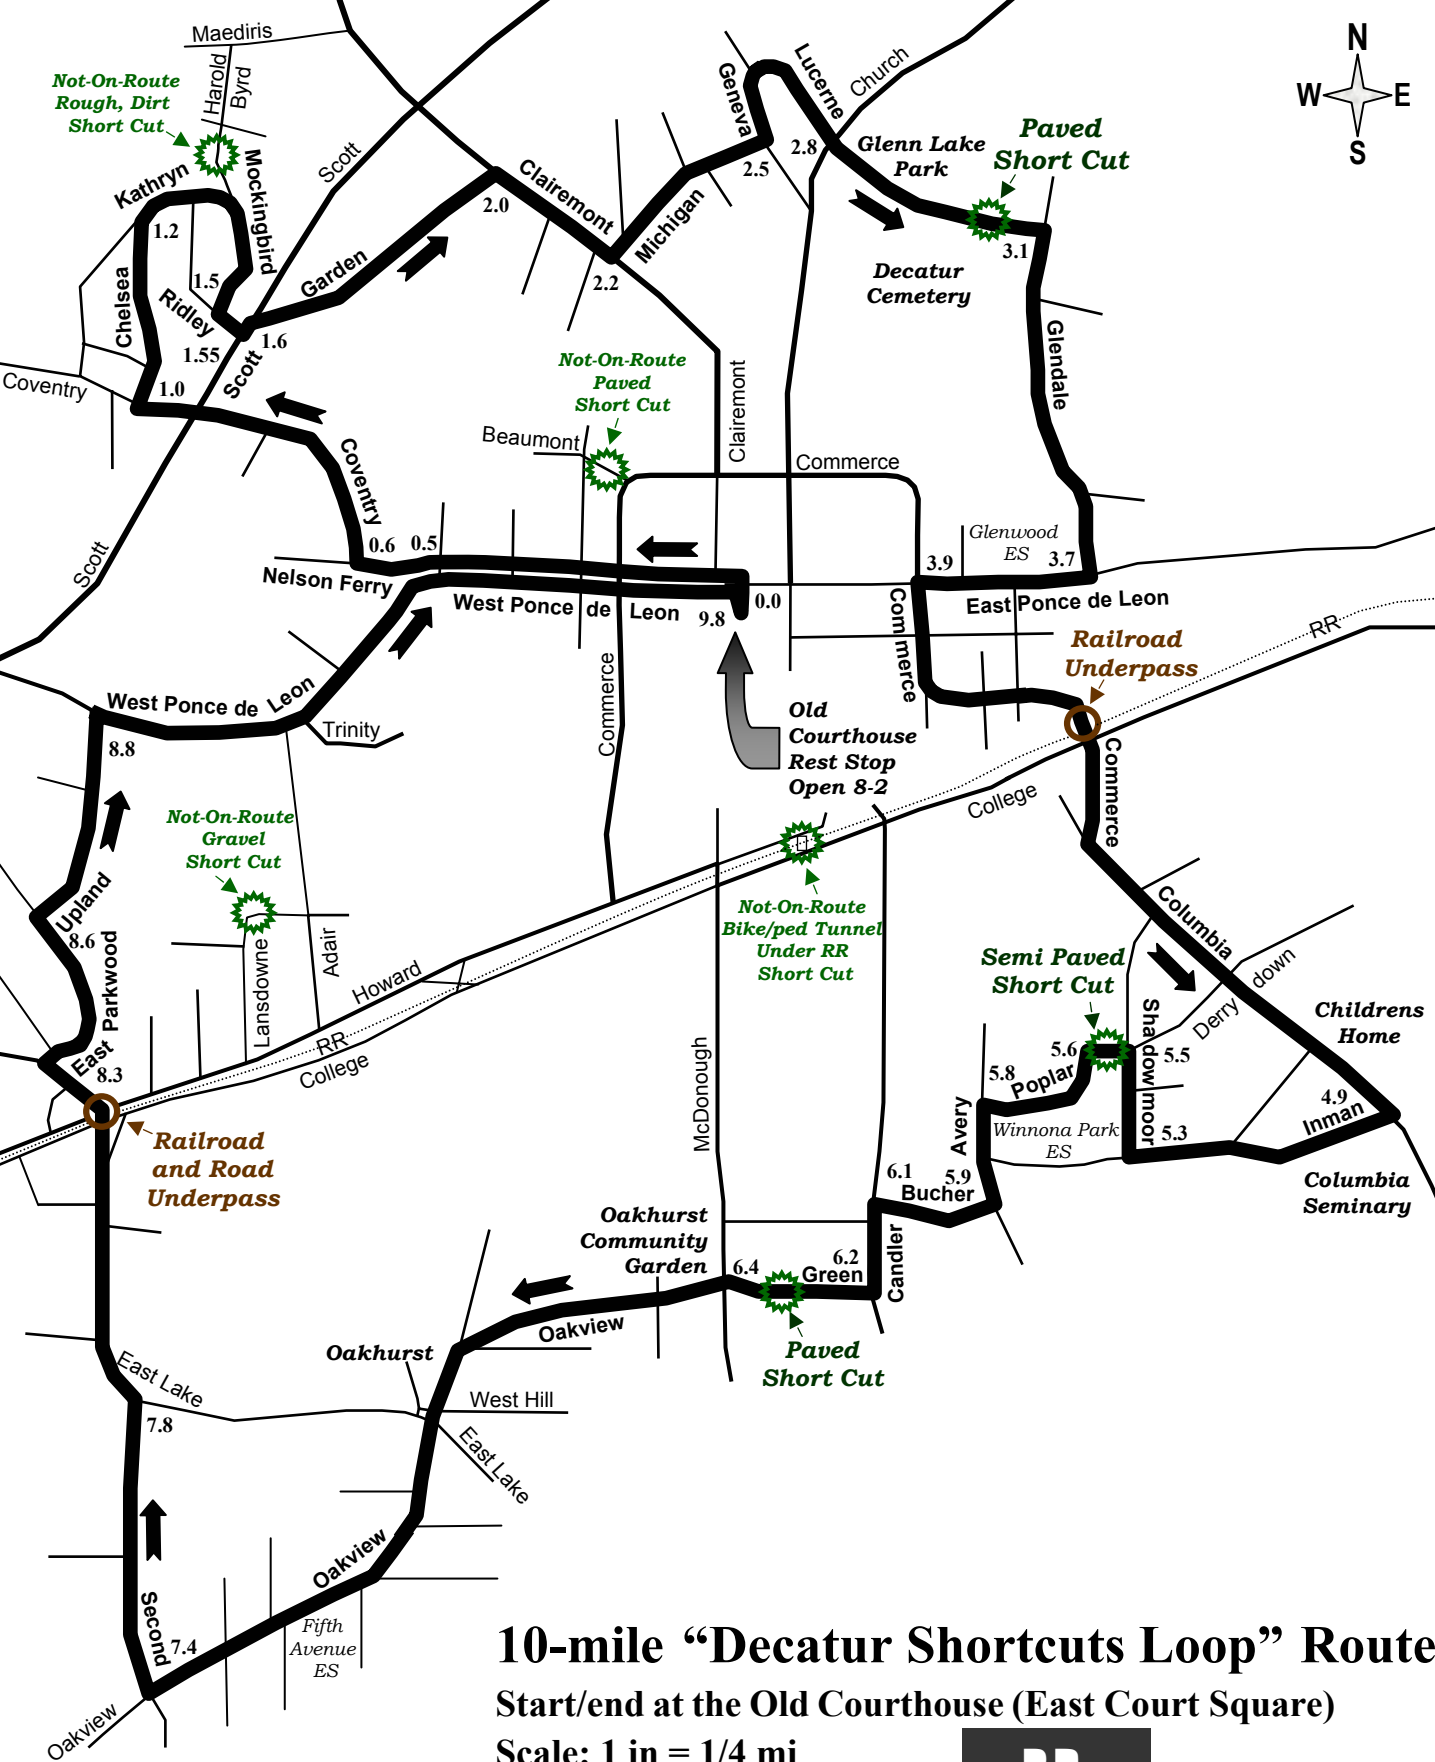 Maediris
Harold
Byrd
Not-On-Route
Rough, Dirt
Short Cut
Kathryn
Mockingbird
Scott
1.2
1.5
Chelsea
Ridley
1.55
1.6
Scott
1.0
Coventry
Garden
2.0
Clairemont
Michigan
2.2
Geneva
2.5
Lucerne
2.8
Church
Glenn Lake
Park
Paved
Short Cut
3.1
Decatur
Cemetery
N
W
E
S
Glendale
Not-On-Route
Paved
Short Cut
Beaumont
Clairemont
Commerce
Coventry
Scott
0.6
0.5
Nelson Ferry
West Ponce de Leon
9.8
0.0
3.9
Glenwood
ES
3.7
East Ponce de Leon
Commerce
Railroad
Underpass
RR
West Ponce de Leon
Trinity
8.8
Commerce
Old
Courthouse
Rest Stop
Open 8-2
College
Commerce
Not-On-Route
Gravel
Short Cut
Upland
8.6
East Parkwood
8.3
Lansdowne
Adair
Howard
RR
College
Not-On-Route
Bike/ped Tunnel
Under RR
Short Cut
McDonough
Columbia
Semi Paved
Short Cut
Derry down
Shadowmoor
5.5
5.6
Poplar
5.8
Avery
Winnona Park
ES
5.3
Childrens
Home
4.9
Inman
Columbia
Seminary
Railroad
and Road
Underpass
6.1
5.9
Bucher
Candler
6.2
Green
6.4
Oakhurst
Community
Garden
Paved
Short Cut
Oakview
Oakhurst
West Hill
East Lake
East Lake
7.8
Oakview
Second
7.4
Fifth
Avenue
ES
Oakview
10-mile “Decatur Shortcuts Loop” Route
Start/end at the Old Courthouse (East Court Square)
Scale: 1 in = 1/4 mi